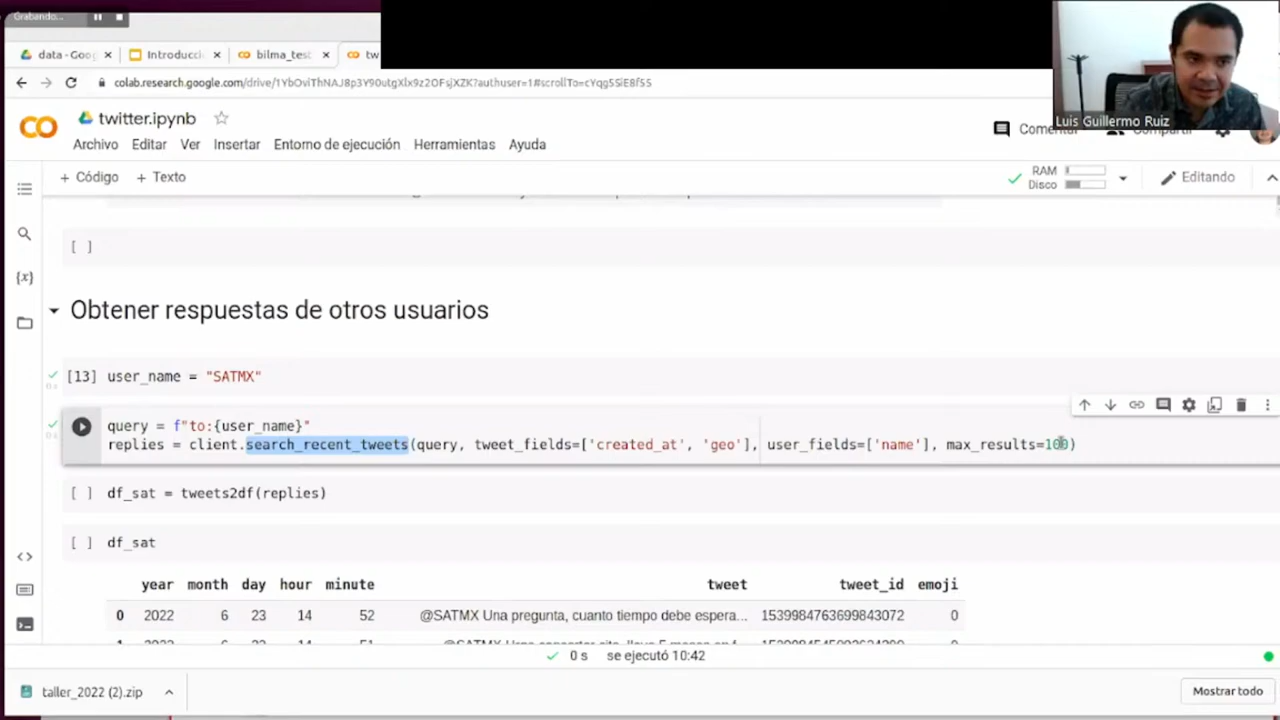 Grabando...
data - Goo
Introducci
bilma_test
tw
colab.research.google.com/drive/1YbOviThNAJ8p3Y90utgXlx9z2OFsjXZK?authuser=1#scrollTo=cYqg5SiE8f5S
Luis Guillermo Ruiz
twitter.ipynb
Comentar
Compartir
Archivo Editar Ver Insertar Entorno de ejecución Herramientas Ayuda
+ Código + Texto
RAM
Disco
Editando
[ ]
Obtener respuestas de otros usuarios
[13] user_name = "SATMX"
query = f"to:{user_name}"
replies = client.search_recent_tweets(query, tweet_fields=['created_at', 'geo'], user_fields=['name'], max_results=100)
[ ] df_sat = tweets2df(replies)
[ ] df_sat
year month day hour minute tweet tweet_id emoji
0 2022 6 23 14 52 @SATMX Una pregunta, cuanto tiempo debe espera... 1539984763699843072 0
0 s se ejecutó 10:42
taller_2022 (2).zip
Mostrar todo